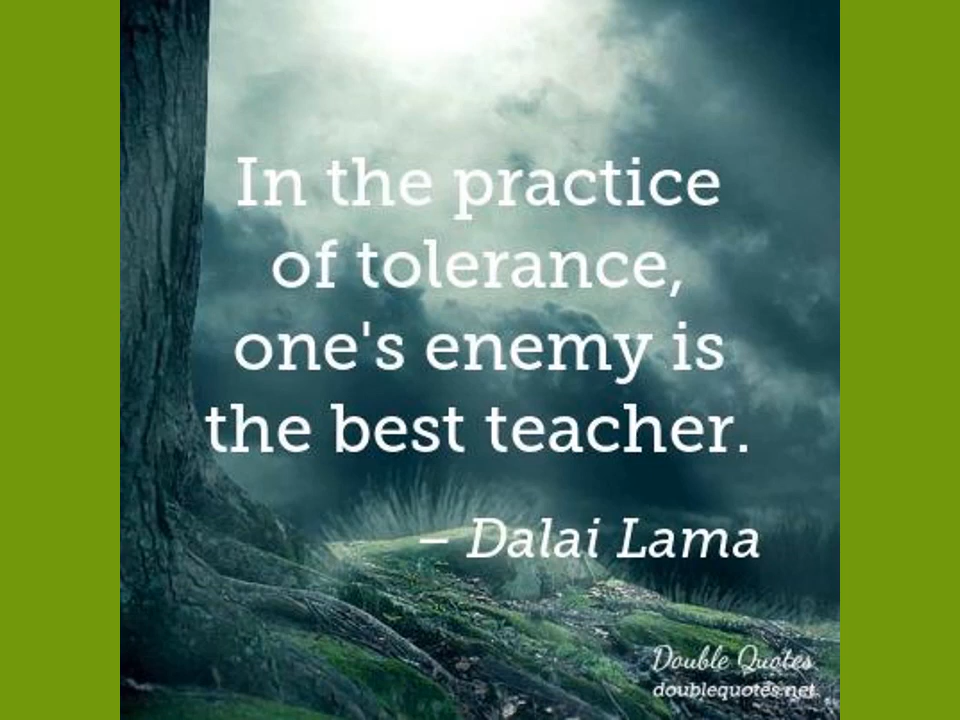 In the practice
of tolerance,
one's enemy is
the best teacher.
– Dalai Lama
Double Quotes
doublequotes.net